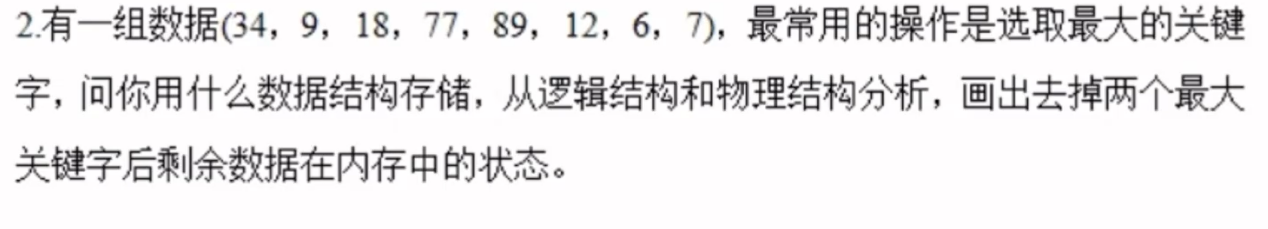 2.有一组数据(34，9，18，77，89，12，6，7)，最常用的操作是选取最大的关键
字，问你用什么数据结构存储，从逻辑结构和物理结构分析，画出去掉两个最大
关键字后剩余数据在内存中的状态。